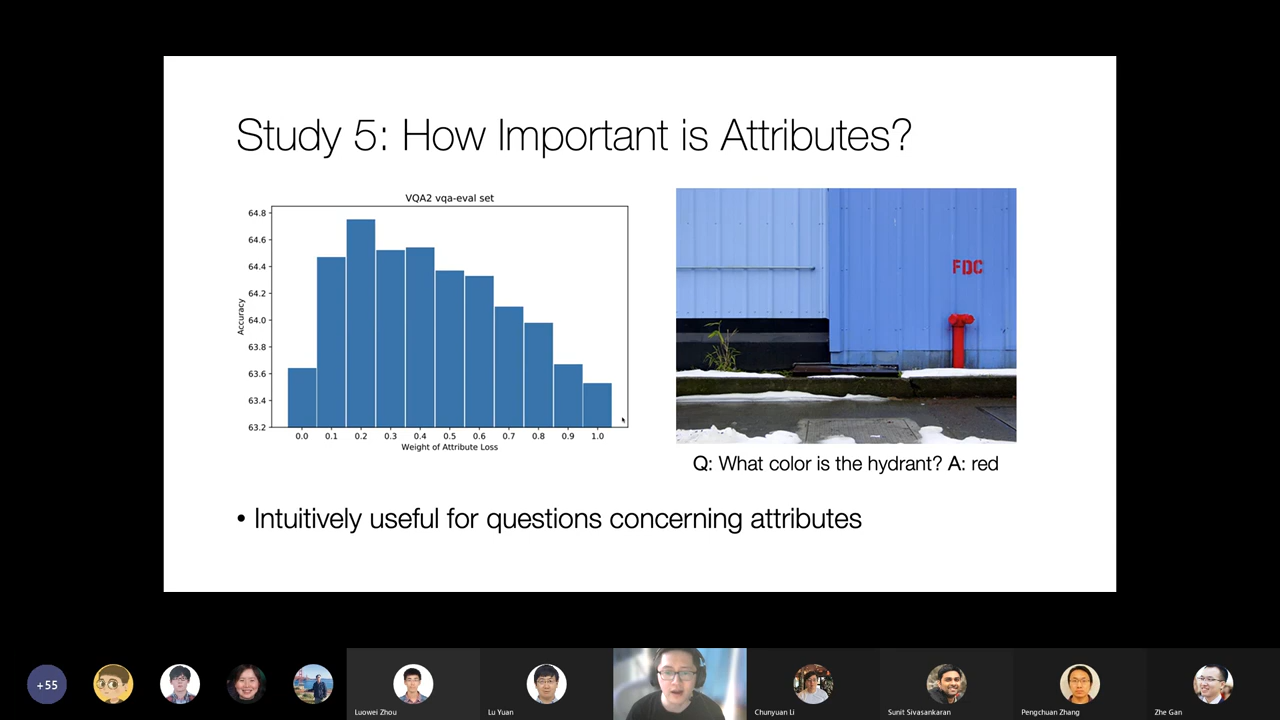 Study 5: How Important is Attributes?
VQA2 vqa-eval set
64.8
64.6
64.4
64.2
64.0
63.8
63.6
63.4
63.2
Accuracy
0.0 0.1 0.2 0.3 0.4 0.5 0.6 0.7 0.8 0.9 1.0
Weight of Attribute Loss
FDC
Q: What color is the hydrant? A: red
• Intuitively useful for questions concerning attributes
+55
Luowei Zhou
Lu Yuan
Chunyuan Li
Sunit Sivasankaran
Pengchuan Zhang
Zhe Gan